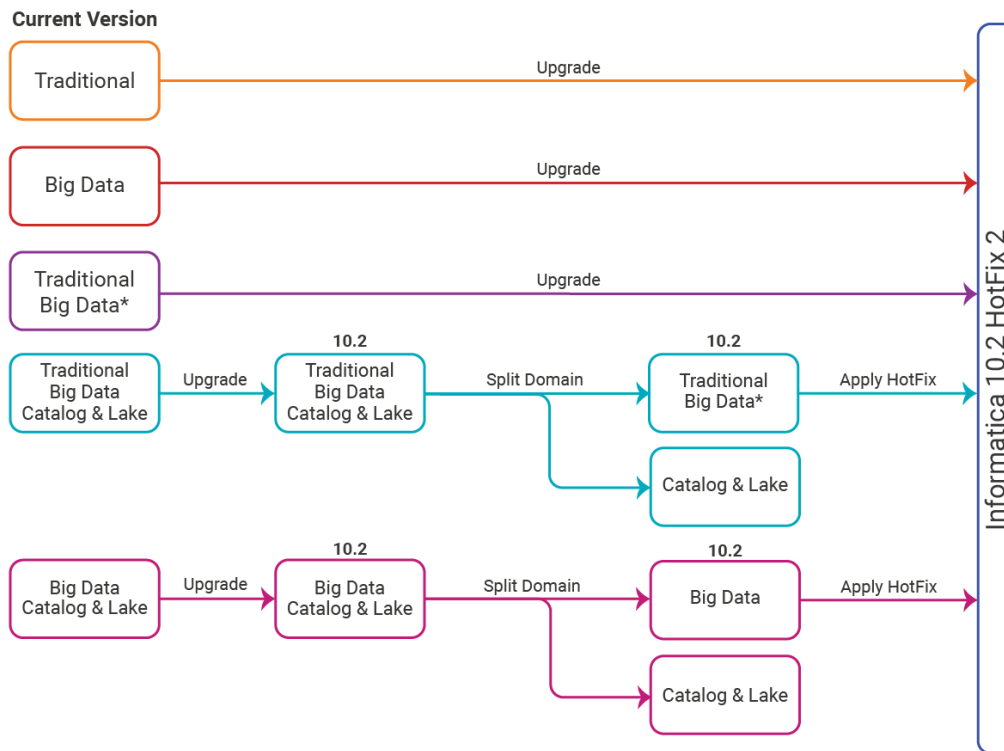 Current Version
Traditional
Upgrade
Big Data
Upgrade
Traditional
Big Data*
Upgrade
Traditional
Big Data
Catalog & Lake
Upgrade
10.2
Traditional
Big Data
Catalog & Lake
Split Domain
10.2
Traditional
Big Data*
Apply HotFix
Catalog & Lake
Big Data
Catalog & Lake
Upgrade
10.2
Big Data
Catalog & Lake
Split Domain
10.2
Big Data
Apply HotFix
Catalog & Lake
Informatica 10.2 HotFix 2